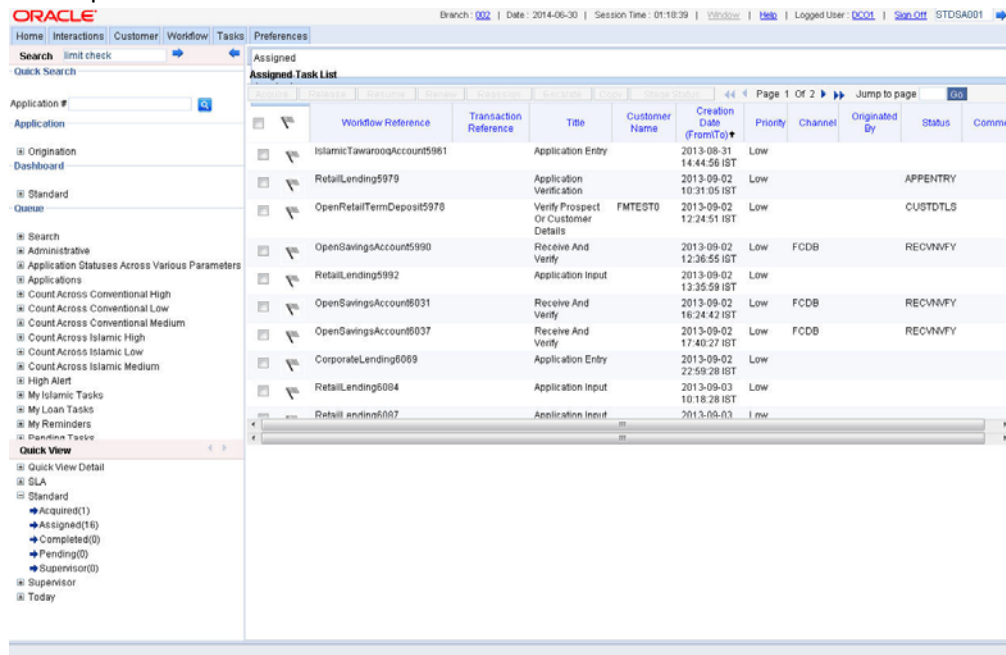 ORACLE
Branch : 002 | Date : 2014-06-30 | Session Time : 01:18:39 | Window | Help | Logged User : DCO1 | Sign Off STDSA001
Home Interactions Customer Workflow Tasks Preferences
Search limit check
Quick Search
Application #
Application
Origination
Dashboard
Standard
Queue
Search
Administrative
Application Statuses Across Various Parameters
Applications
Count Across Conventional High
Count Across Conventional Low
Count Across Conventional Medium
Count Across Islamic High
Count Across Islamic Low
Count Across Islamic Medium
High Alert
My Islamic Tasks
My Loan Tasks
My Reminders
Pending Tasks
Quick View
Quick View Detail
SLA
Standard
Acquired(1)
Assigned(16)
Completed(0)
Pending(0)
Supervisor(0)
Supervisor
Today
Assigned
Assigned Task List
Acquire Release Resume Renew Reassign Escalate Copy Stage Status Page 1 Of 2 Jump to page Go
Workflow Reference Transaction Reference Title Customer Name Creation Date (From\To) Priority Channel Originated By Status Comme
IslamicTawarooqAccount5961 Application Entry 2013-08-31 14:44:56 IST Low
RetailLending5979 Application Verification 2013-09-02 10:31:05 IST Low APPENTRY
OpenRetailTermDeposit5978 Verify Prospect Or Customer Details FMTEST0 2013-09-02 12:24:51 IST Low CUSTDTLS
OpenSavingsAccount5990 Receive And Verify 2013-09-02 12:36:55 IST Low FCDB RECVNVFY
RetailLending5992 Application Input 2013-09-02 13:35:59 IST Low
OpenSavingsAccount6031 Receive And Verify 2013-09-02 16:24:42 IST Low FCDB RECVNVFY
OpenSavingsAccount6037 Receive And Verify 2013-09-02 17:40:27 IST Low FCDB RECVNVFY
CorporateLending6069 Application Entry 2013-09-02 22:59:28 IST Low
RetailLending6084 Application Input 2013-09-03 10:18:28 IST Low
RetailLending6087 Application Input 2013-09-03 Low